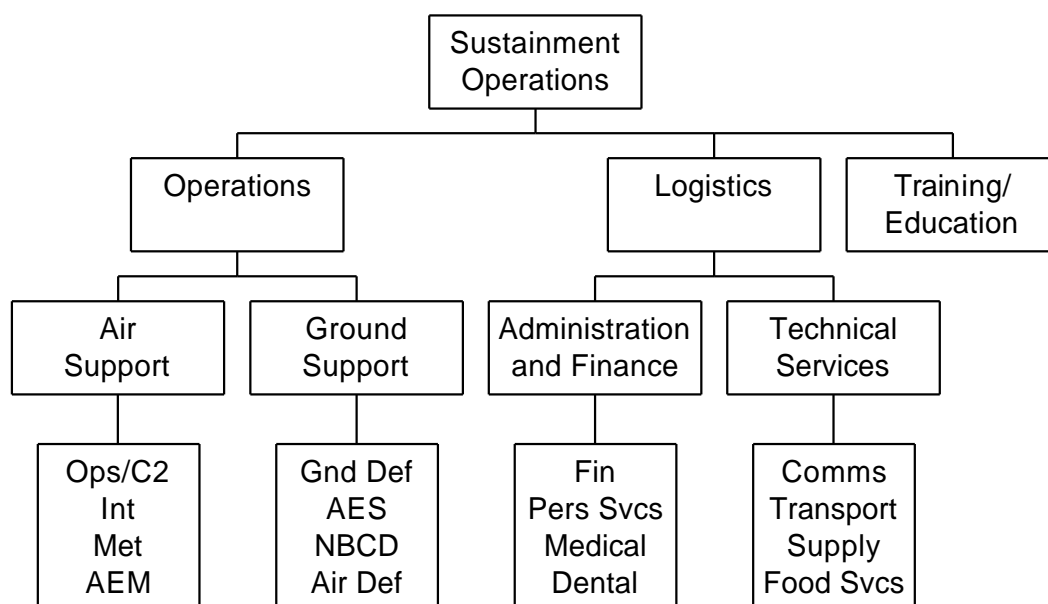 Sustainment
Operations
Operations
Logistics
Training/
Education
Air
Support
Ground
Support
Administration
and Finance
Technical
Services
Ops/C2
Int
Met
AEM
Gnd Def
AES
NBCD
Air Def
Fin
Pers Svcs
Medical
Dental
Comms
Transport
Supply
Food Svcs